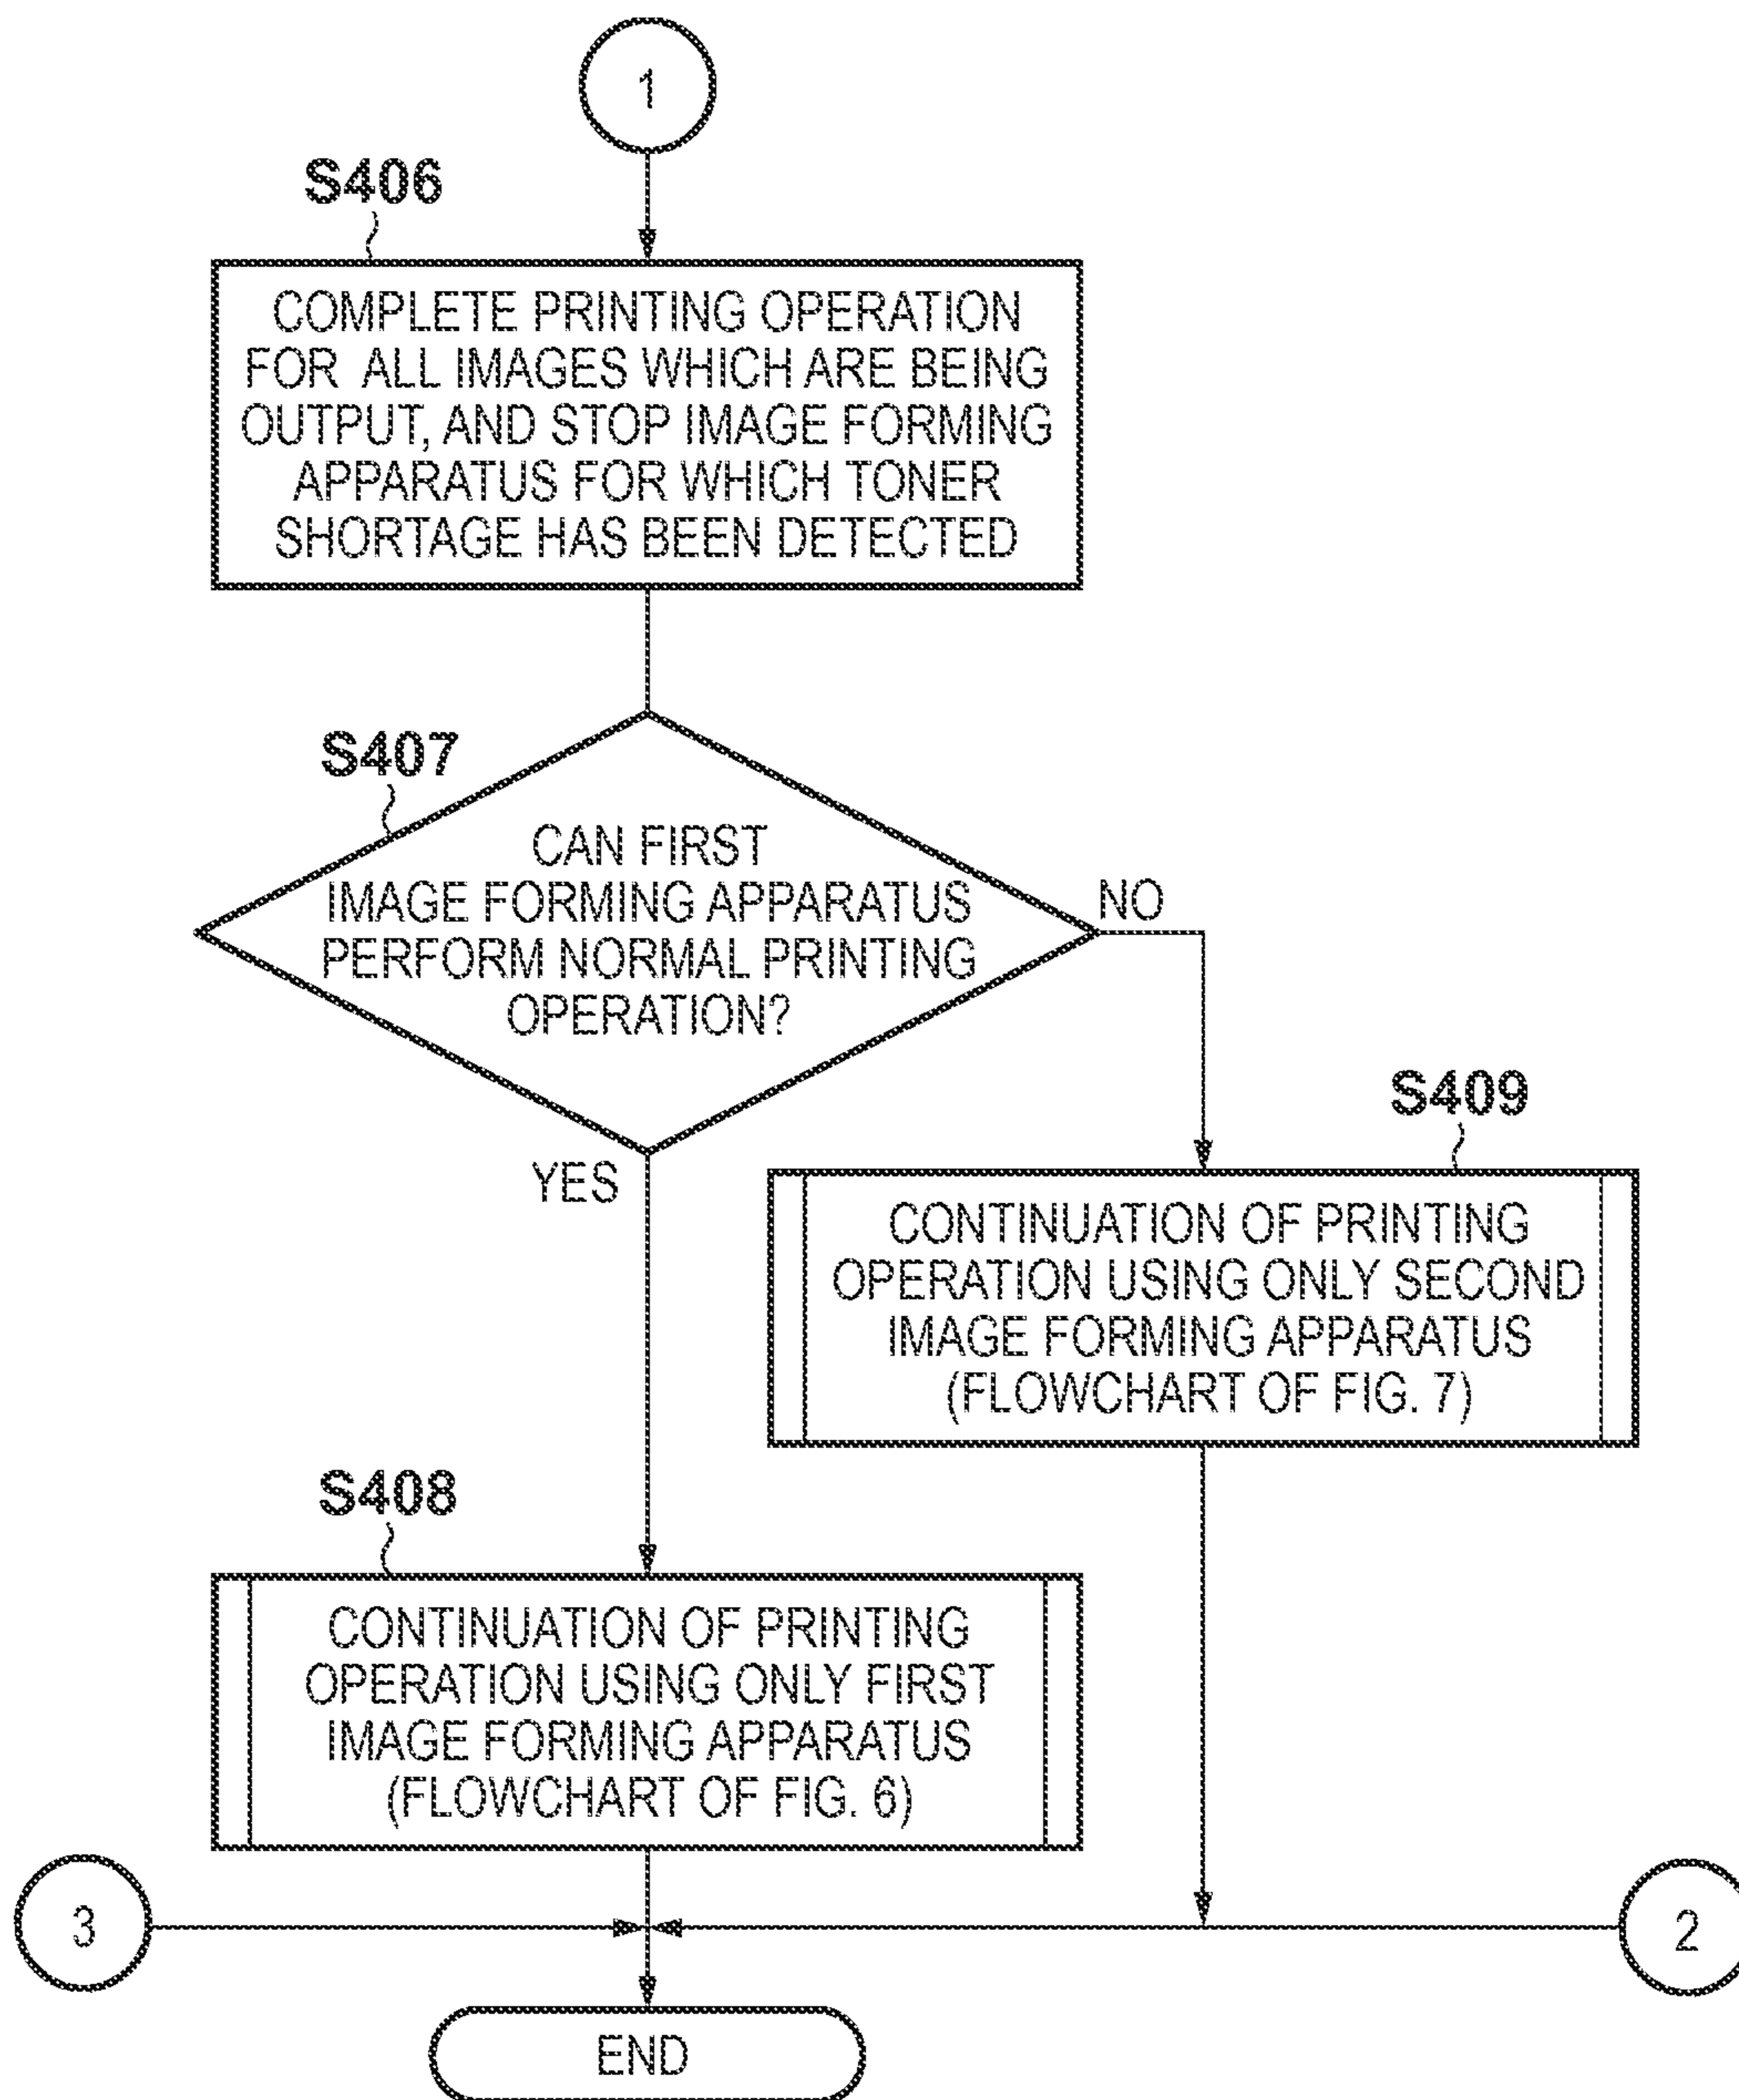 1
S406
COMPLETE PRINTING OPERATION
FOR ALL IMAGES WHICH ARE BEING
OUTPUT, AND STOP IMAGE FORMING
APPARATUS FOR WHICH TONER
SHORTAGE HAS BEEN DETECTED
S407
CAN FIRST
IMAGE FORMING APPARATUS
PERFORM NORMAL PRINTING
OPERATION?
NO
YES
S409
CONTINUATION OF PRINTING
OPERATION USING ONLY SECOND
IMAGE FORMING APPARATUS
(FLOWCHART OF FIG. 7)
S408
CONTINUATION OF PRINTING
OPERATION USING ONLY FIRST
IMAGE FORMING APPARATUS
(FLOWCHART OF FIG. 6)
3
2
END